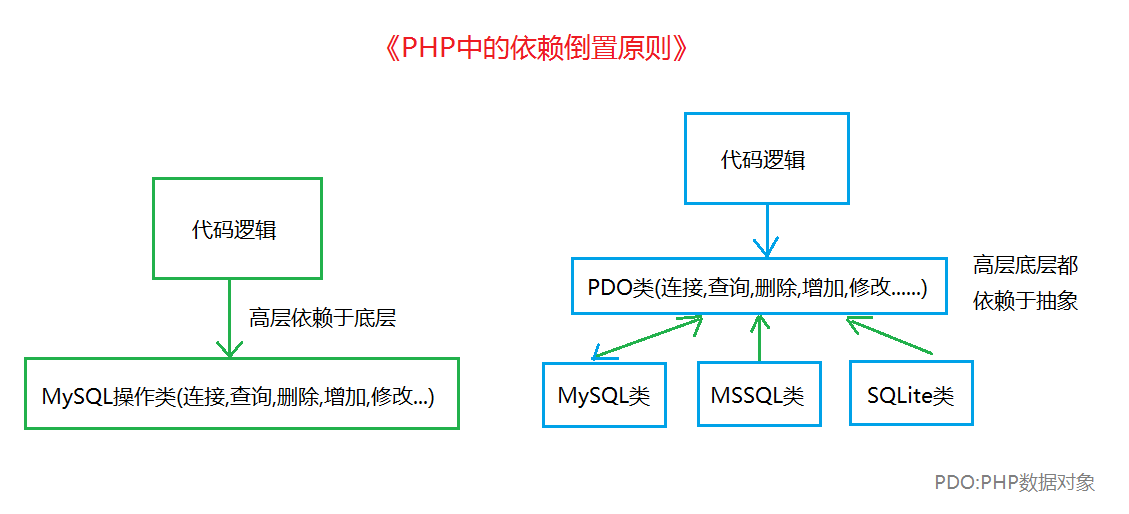 《PHP中的依赖倒置原则》
代码逻辑
高层依赖于底层
MySQL操作类(连接,查询,删除,增加,修改...)
代码逻辑
PDO类(连接,查询,删除,增加,修改......)
高层底层都
依赖于抽象
MySQL类
MSSQL类
SQLite类
PDO:PHP数据对象